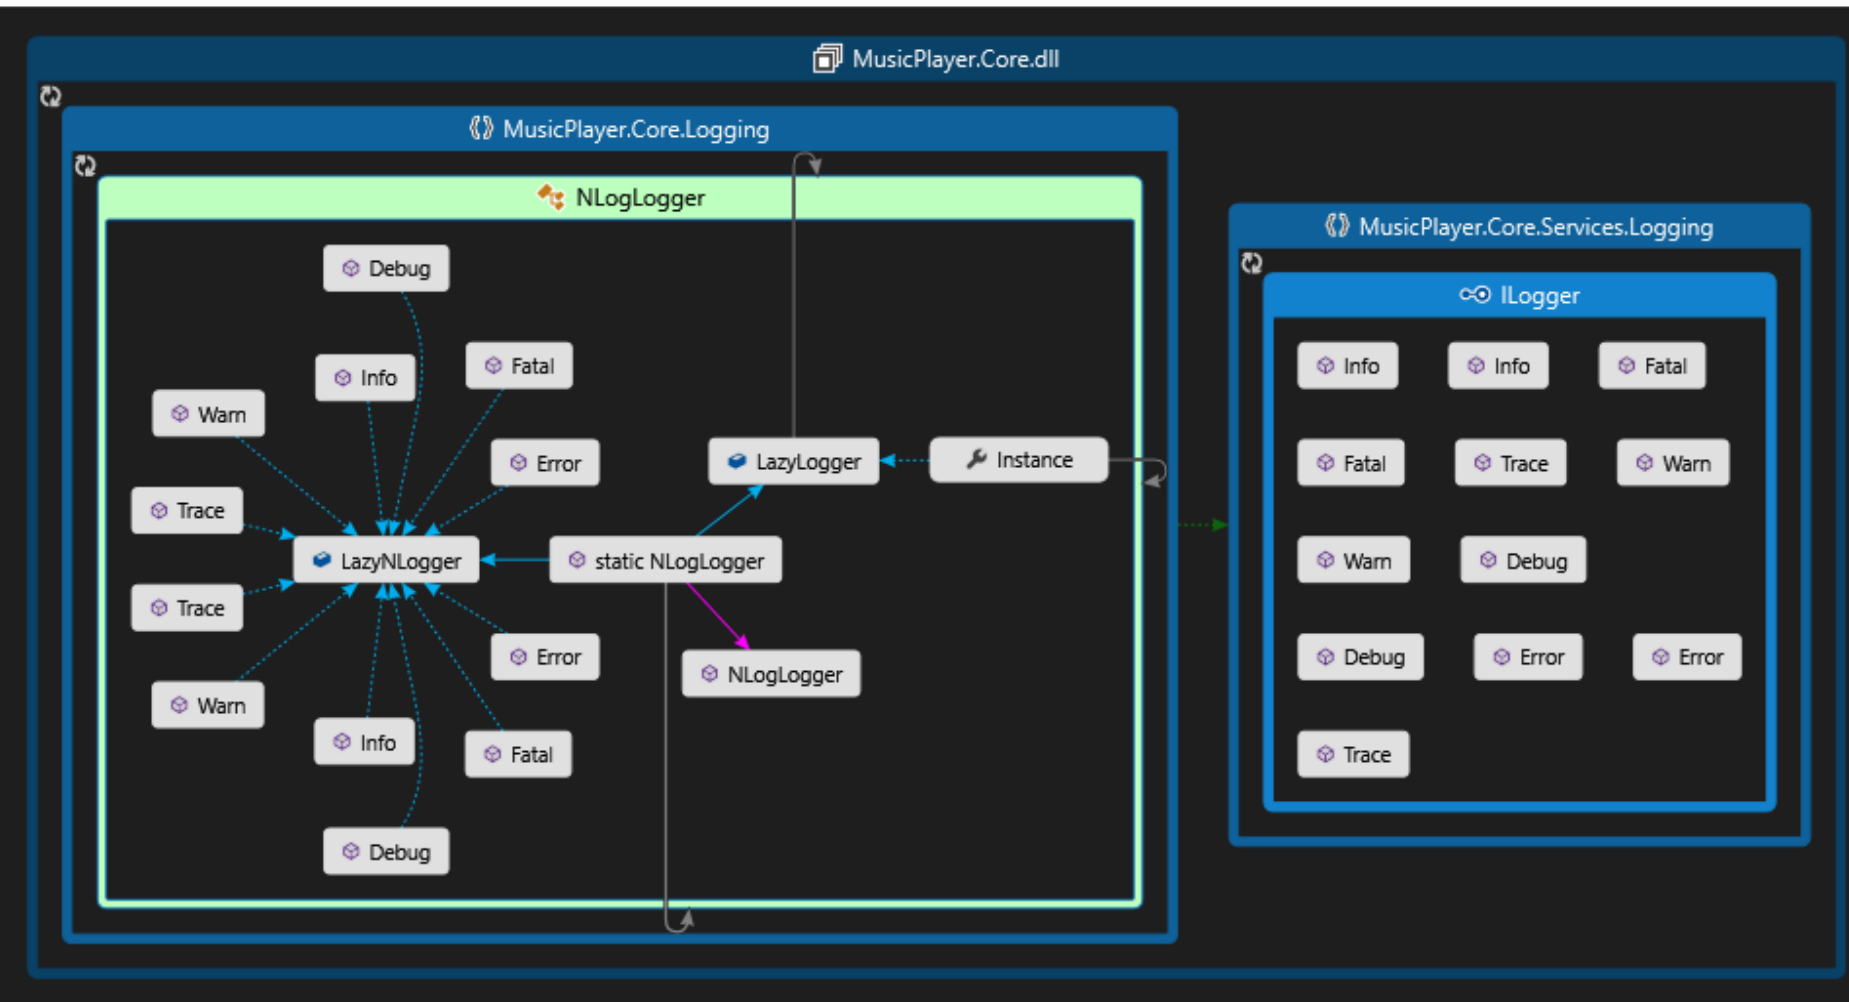 MusicPlayer.Core.dll
MusicPlayer.Core.Logging
NLogLogger
Debug
Info
Fatal
Warn
Error
LazyLogger
Instance
Trace
LazyNLogger
static NLogLogger
Trace
Error
NLogLogger
Warn
Info
Fatal
Debug
MusicPlayer.Core.Services.Logging
ILogger
Info
Info
Fatal
Fatal
Trace
Warn
Warn
Debug
Debug
Error
Error
Trace